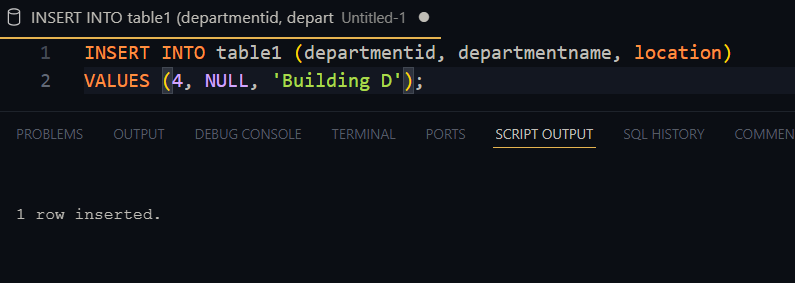 INSERT INTO table1 (departmentid, depart Untitled-1
1 INSERT INTO table1 (departmentid, departmentname, location)
2 VALUES (4, NULL, 'Building D');
PROBLEMS OUTPUT DEBUG CONSOLE TERMINAL PORTS SCRIPT OUTPUT SQL HISTORY COMMEN
1 row inserted.